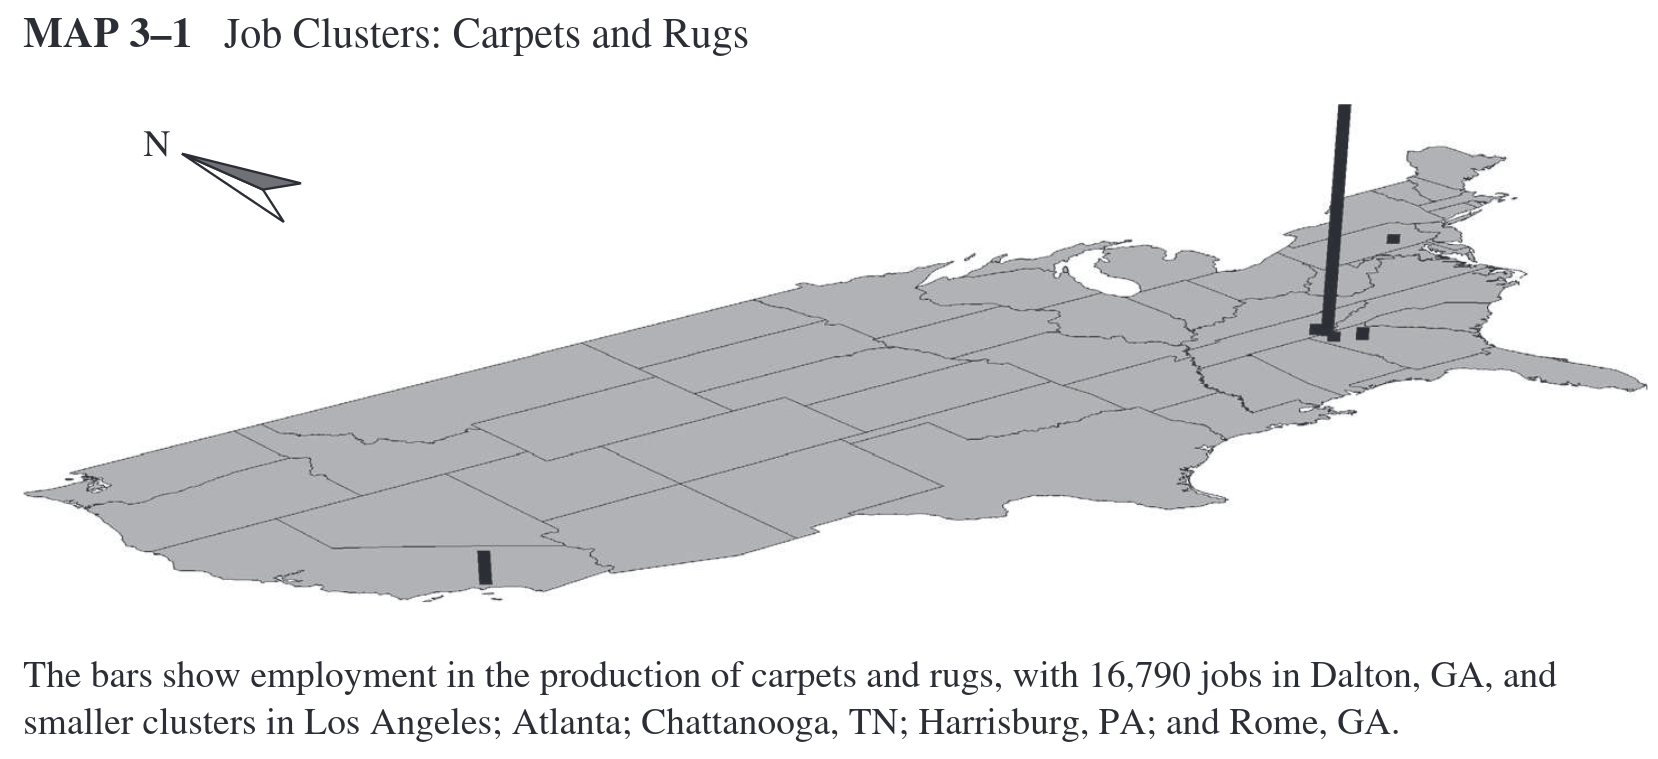 MAP 3–1 Job Clusters: Carpets and Rugs
N
The bars show employment in the production of carpets and rugs, with 16,790 jobs in Dalton, GA, and
smaller clusters in Los Angeles; Atlanta; Chattanooga, TN; Harrisburg, PA; and Rome, GA.